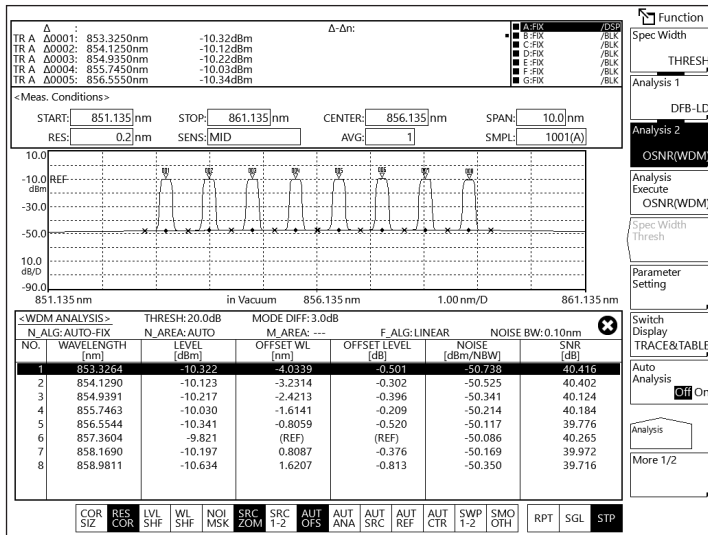 Δ : Δ-Δn:
TR A Δ0001: 853.3250nm -10.32dBm
TR A Δ0002: 854.1250nm -10.12dBm
TR A Δ0003: 854.9350nm -10.22dBm
TR A Δ0004: 855.7450nm -10.03dBm
TR A Δ0005: 856.5550nm -10.34dBm
A:FIX /DSP
B:FIX /BLK
C:FIX /BLK
D:FIX /BLK
E:FIX /BLK
F:FIX /BLK
G:FIX /BLK
<Meas. Conditions>
START: 851.135 nm STOP: 861.135 nm CENTER: 856.135 nm SPAN: 10.0 nm
RES: 0.2 nm SENS: MID AVG: 1 SMPL: 1001(A)
10.0
001 002 003 004 005 006 007 008
-10.0 REF
dBm
-30.0
-50.0
10.0
dB/D
-90.0
851.135 nm in Vacuum 856.135 nm 1.00 nm/D 861.135 nm
<WDM ANALYSIS> THRESH: 20.0dB MODE DIFF: 3.0dB
N_ALG: AUTO-FIX N_AREA: AUTO M_AREA: --- F_ALG: LINEAR NOISE BW: 0.10nm
NO. WAVELENGTH LEVEL OFFSET WL OFFSET LEVEL NOISE SNR
[nm] [dBm] [nm] [dB] [dBm/NBW] [dB]
1 853.3264 -10.322 -4.0339 -0.501 -50.738 40.416
2 854.1290 -10.123 -3.2314 -0.302 -50.525 40.402
3 854.9391 -10.217 -2.4213 -0.396 -50.341 40.124
4 855.7463 -10.030 -1.6141 -0.209 -50.214 40.184
5 856.5544 -10.341 -0.8059 -0.520 -50.117 39.776
6 857.3604 -9.821 (REF) (REF) -50.086 40.265
7 858.1690 -10.197 0.8087 -0.376 -50.169 39.972
8 858.9811 -10.634 1.6207 -0.813 -50.350 39.716
COR RES LVL WL NOI SRC SRC AUT AUT AUT AUT AUT SWP SMO RPT SGL STP
SIZ COR SHF SHF MSK ZOM 1-2 OFS ANA SRC REF CTR 1-2 OTH
Function
Spec Width
THRESH
Analysis 1
DFB-LD
Analysis 2
OSNR(WDM)
Analysis
Execute
OSNR(WDM)
Spec Width
Thresh
Parameter
Setting
Switch
Display
TRACE&TABLE
Auto
Analysis
Off On
Analysis
More 1/2